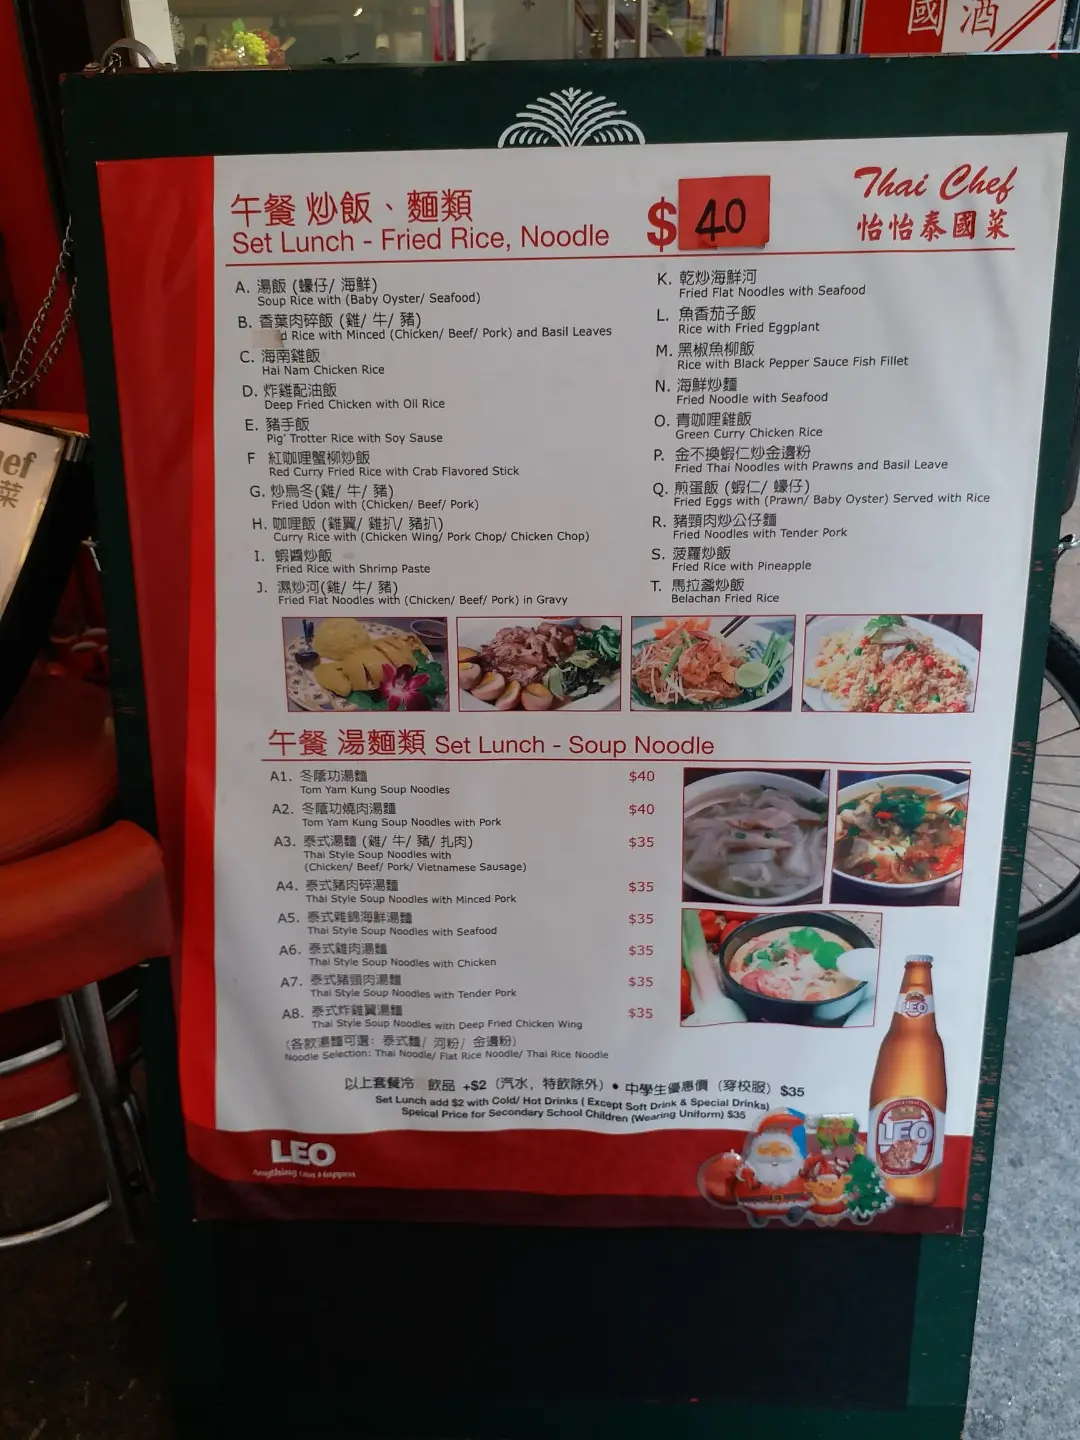 國酒
Thai Chef
怡怡泰國菜
午餐 炒飯、麵類
Set Lunch - Fried Rice, Noodle
$ 40
A. 湯飯 (蠔仔/ 海鮮)
Soup Rice with (Baby Oyster/ Seafood)
B. 香葉肉碎飯 (雞/ 牛/ 豬)
d Rice with Minced (Chicken/ Beef/ Pork) and Basil Leaves
C. 海南雞飯
Hai Nam Chicken Rice
D. 炸雞配油飯
Deep Fried Chicken with Oil Rice
E. 豬手飯
Pig' Trotter Rice with Soy Sause
F 紅咖哩蟹柳炒飯
Red Curry Fried Rice with Crab Flavored Stick
G. 炒烏冬(雞/ 牛/ 豬)
Fried Udon with (Chicken/ Beef/ Pork)
H. 咖哩飯 (雞翼/ 雞扒/ 豬扒)
Curry Rice with (Chicken Wing/ Pork Chop/ Chicken Chop)
I. 蝦醬炒飯
Fried Rice with Shrimp Paste
J. 濕炒河(雞/ 牛/ 豬)
Fried Flat Noodles with (Chicken/ Beef/ Pork) in Gravy
K. 乾炒海鮮河
Fried Flat Noodles with Seafood
L. 魚香茄子飯
Rice with Fried Eggplant
M. 黑椒魚柳飯
Rice with Black Pepper Sauce Fish Fillet
N. 海鮮炒麵
Fried Noodle with Seafood
O. 青咖哩雞飯
Green Curry Chicken Rice
P. 金不換蝦仁炒金邊粉
Fried Thai Noodles with Prawns and Basil Leave
Q. 煎蛋飯 (蝦仁/ 蠔仔)
Fried Eggs with (Prawn/ Baby Oyster) Served with Rice
R. 豬頸肉炒公仔麵
Fried Noodles with Tender Pork
S. 菠蘿炒飯
Fried Rice with Pineapple
T. 馬拉盞炒飯
Belachan Fried Rice
午餐 湯麵類 Set Lunch - Soup Noodle
A1. 冬蔭功湯麵 $40
Tom Yam Kung Soup Noodles
A2. 冬蔭功燒肉湯麵 $40
Tom Yam Kung Soup Noodles with Pork
A3. 泰式湯麵 (雞/ 牛/ 豬/ 扎肉) $35
Thai Style Soup Noodles with
(Chicken/ Beef/ Pork/ Vietnamese Sausage)
A4. 泰式豬肉碎湯麵 $35
Thai Style Soup Noodles with Minced Pork
A5. 泰式雜錦海鮮湯麵 $35
Thai Style Soup Noodles with Seafood
A6. 泰式雞肉湯麵 $35
Thai Style Soup Noodles with Chicken
A7. 泰式豬頸肉湯麵 $35
Thai Style Soup Noodles with Tender Pork
A8. 泰式炸雞翼湯麵 $35
Thai Style Soup Noodles with Deep Fried Chicken Wing
(各款湯麵可選: 泰式麵/ 河粉/ 金邊粉)
Noodle Selection: Thai Noodle/ Flat Rice Noodle/ Thai Rice Noodle
以上套餐冷 飲品 +$2 (汽水, 特飲除外) • 中學生優惠價 (穿校服) $35
Set Lunch add $2 with Cold/ Hot Drinks ( Except Soft Drink & Special Drinks)
Speical Price for Secondary School Children (Wearing Uniform) $35
LEO
Anything Can Happen
LEO
LEO
ef
菜